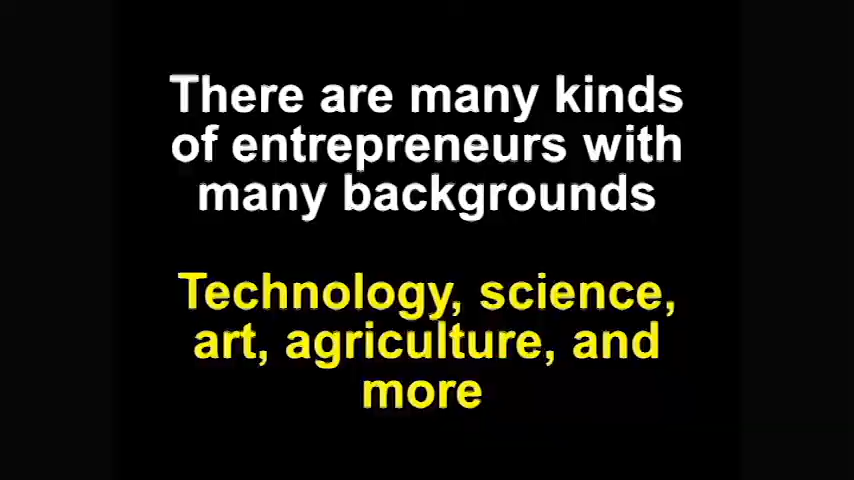 There are many kinds
of entrepreneurs with
many backgrounds
Technology, science,
art, agriculture, and
more